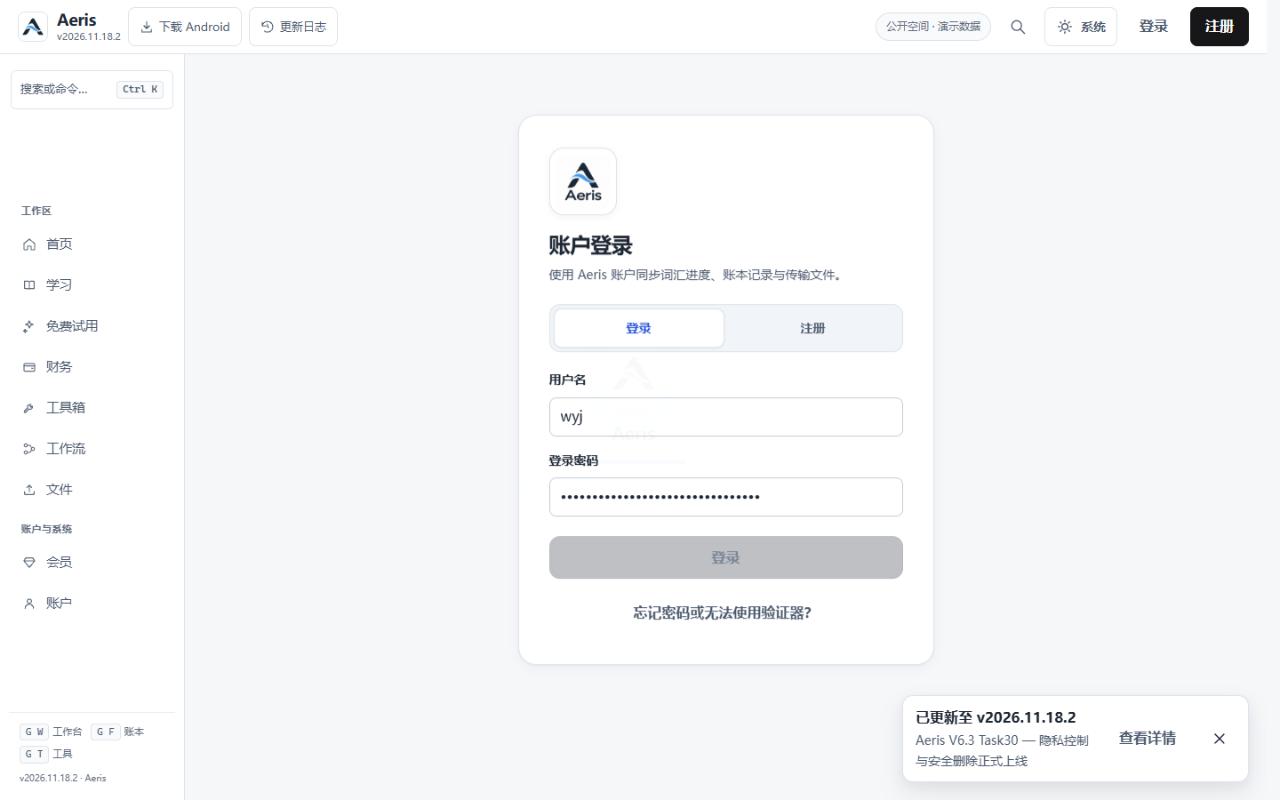 Aeris
v2026.11.18.2
下载 Android
更新日志
公开空间 · 演示数据
系统
登录
注册
搜索或命令...
Ctrl K
工作区
首页
学习
免费试用
财务
工具箱
工作流
文件
账户与系统
会员
账户
G W 工作台 G F 账本
G T 工具
v2026.11.18.2 · Aeris
Aeris
账户登录
使用 Aeris 账户同步词汇进度、账本记录与传输文件。
登录
注册
用户名
wyj
Aeris
登录密码
••••••••••••••••••••••••••••••••
登录
忘记密码或无法使用验证器?
已更新至 v2026.11.18.2
Aeris V6.3 Task30 — 隐私控制
与安全删除正式上线
查看详情